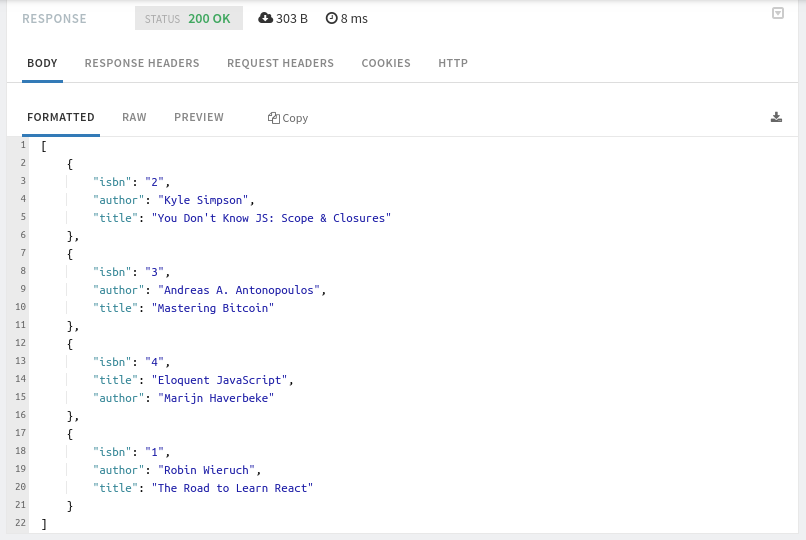 RESPONSE STATUS 200 OK 303 B 8 ms
BODY RESPONSE HEADERS REQUEST HEADERS COOKIES HTTP
FORMATTED RAW PREVIEW Copy
1 [
2 {
3 "isbn": "2",
4 "author": "Kyle Simpson",
5 "title": "You Don't Know JS: Scope & Closures"
6 },
7 {
8 "isbn": "3",
9 "author": "Andreas A. Antonopoulos",
10 "title": "Mastering Bitcoin"
11 },
12 {
13 "isbn": "4",
14 "title": "Eloquent JavaScript",
15 "author": "Marijn Haverbeke"
16 },
17 {
18 "isbn": "1",
19 "author": "Robin Wieruch",
20 "title": "The Road to Learn React"
21 }
22 ]